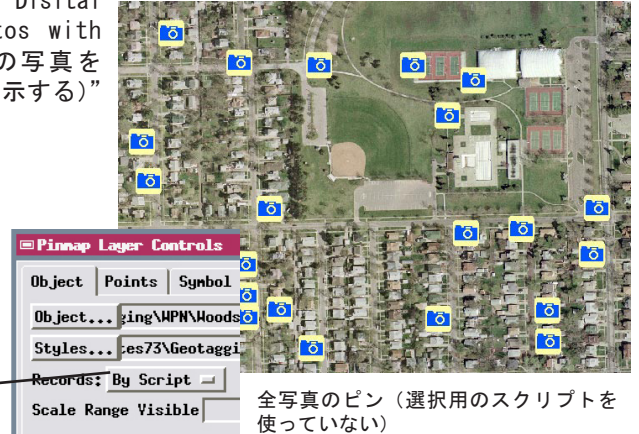 Disital
tos with
の写真を
示する)”
Pinmap Layer Controls
Object Points Symbol
Object... ging\WPN\Woods
Styles... es73\Geotaggi
Records: By Script
Scale Range Visible
全写真のピン（選択用のスクリプトを
使っていない）